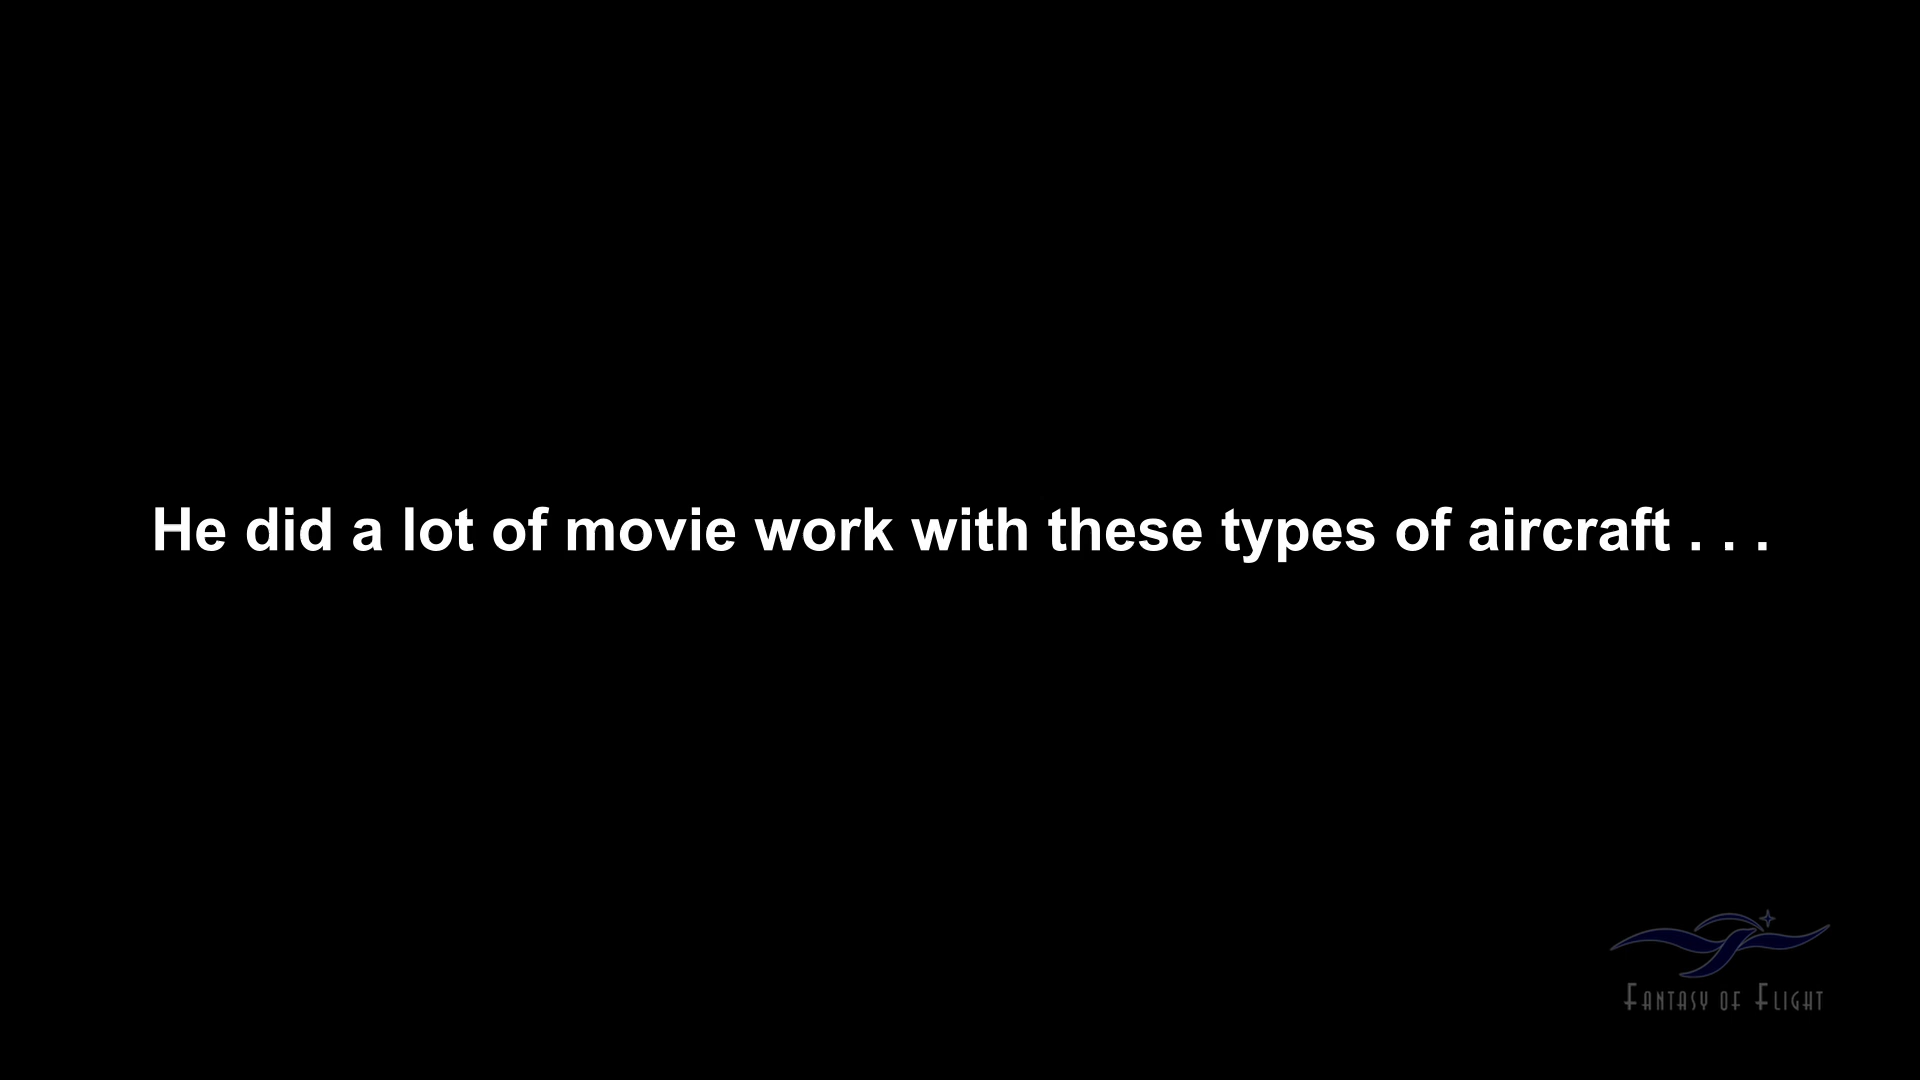 He did a lot of movie work with these types of aircraft . . .
FANTASY OF FLIGHT